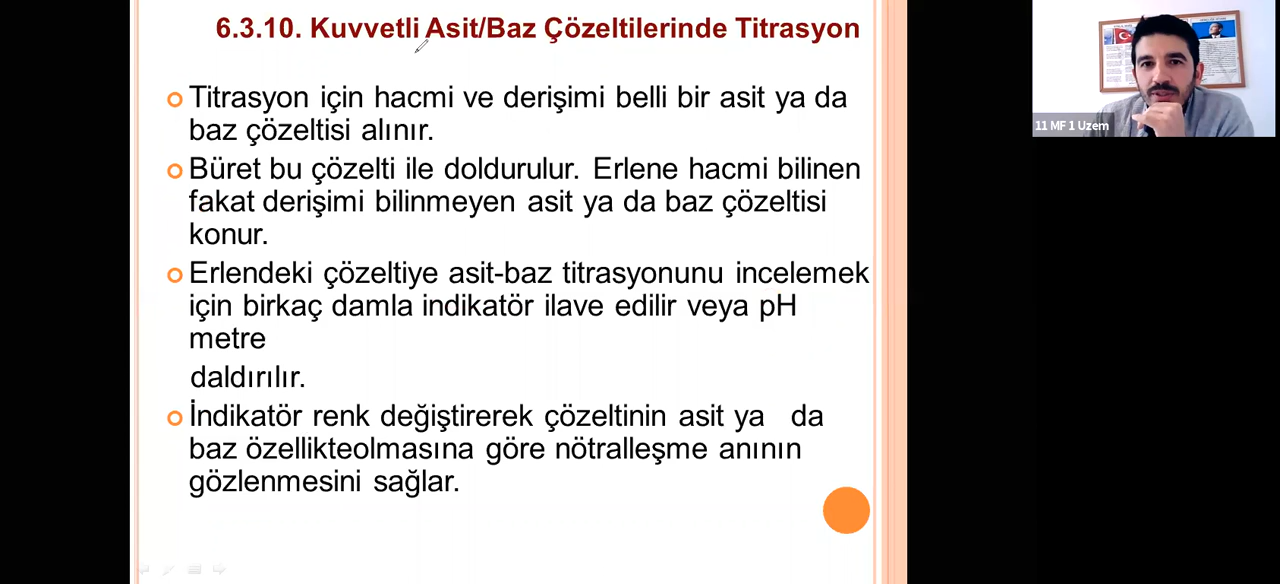 6.3.10. Kuvvetli Asit/Baz Çözeltilerinde Titrasyon
Titrasyon için hacmi ve derişimi belli bir asit ya da
baz çözeltisi alınır.
Büret bu çözelti ile doldurulur. Erlene hacmi bilinen
fakat derişimi bilinmeyen asit ya da baz çözeltisi
konur.
Erlendeki çözeltiye asit-baz titrasyonunu incelemek
için birkaç damla indikatör ilave edilir veya pH
metre
daldırılır.
İndikatör renk değiştirerek çözeltinin asit ya da
baz özellikteolmasına göre nötralleşme anının
gözlenmesini sağlar.
11 MF 1 Uzem